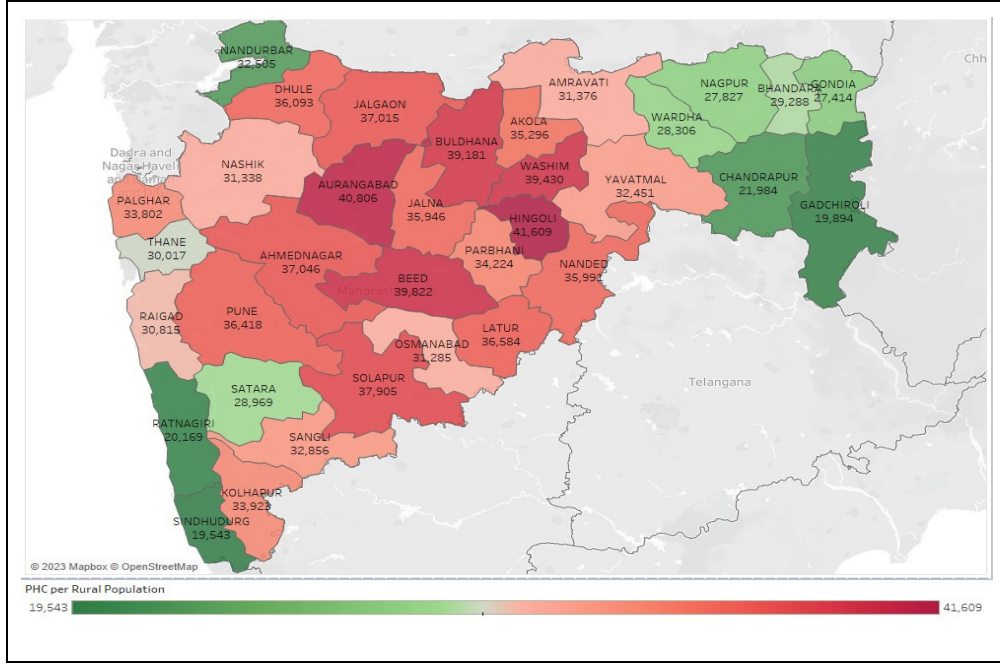 NANDURBAR
22,505
DHULE
36,093
JALGAON
37,015
AMRAVATI
31,376
NAGPUR
27,827
BHANDARA
29,288
GONDIA
27,414
Chh
AKOLA
35,296
WARDHA
28,306
BULDHANA
39,181
Dadra and
Nagar Haveli
NASHIK
31,338
WASHIM
39,430
AURANGABAD
40,806
YAVATMAL
32,451
CHANDRAPUR
21,984
PALGHAR
33,802
JALNA
35,946
HINGOLI
41,609
GADCHIROLI
19,894
THANE
30,017
AHMEDNAGAR
37,046
PARBHANI
34,224
NANDED
35,991
BEED
39,822
Maharas
RAIGAD
30,815
PUNE
36,418
LATUR
36,584
OSMANABAD
31,285
SOLAPUR
37,905
Telangana
SATARA
28,969
RATNAGIRI
20,169
SANGLI
32,856
KOLHAPUR
33,923
SINDHUDURG
19,543
© 2023 Mapbox © OpenStreetMap
PHC per Rural Population
19,543
41,609